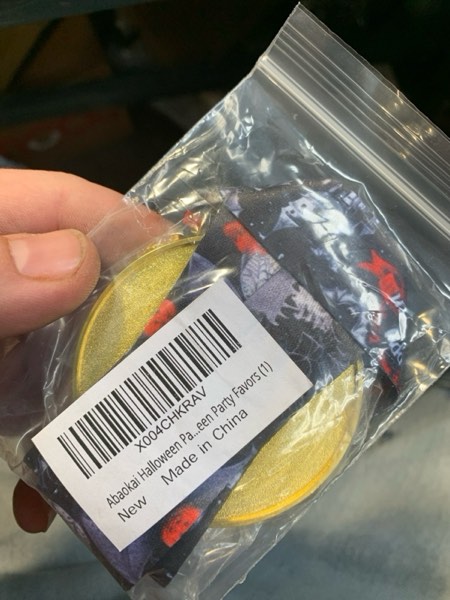 X004CHKRAV
Abaokai Halloween Pa...een Party Favors (1)
New Made in China